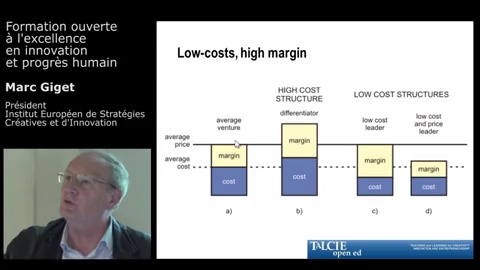 Formation ouverte
à l'excellence
en innovation
et progrès humain
Marc Giget
Président
Institut Européen de Stratégies
Créatives et d'Innovation
Low-costs, high margin
HIGH COST
STRUCTURE
LOW COST STRUCTURES
average
venture
differentiator
low cost
leader
low cost
and price
leader
average
price
average
cost
margin
cost
margin
cost
margin
cost
margin
cost
a)
b)
c)
d)
TALCIE
open ed